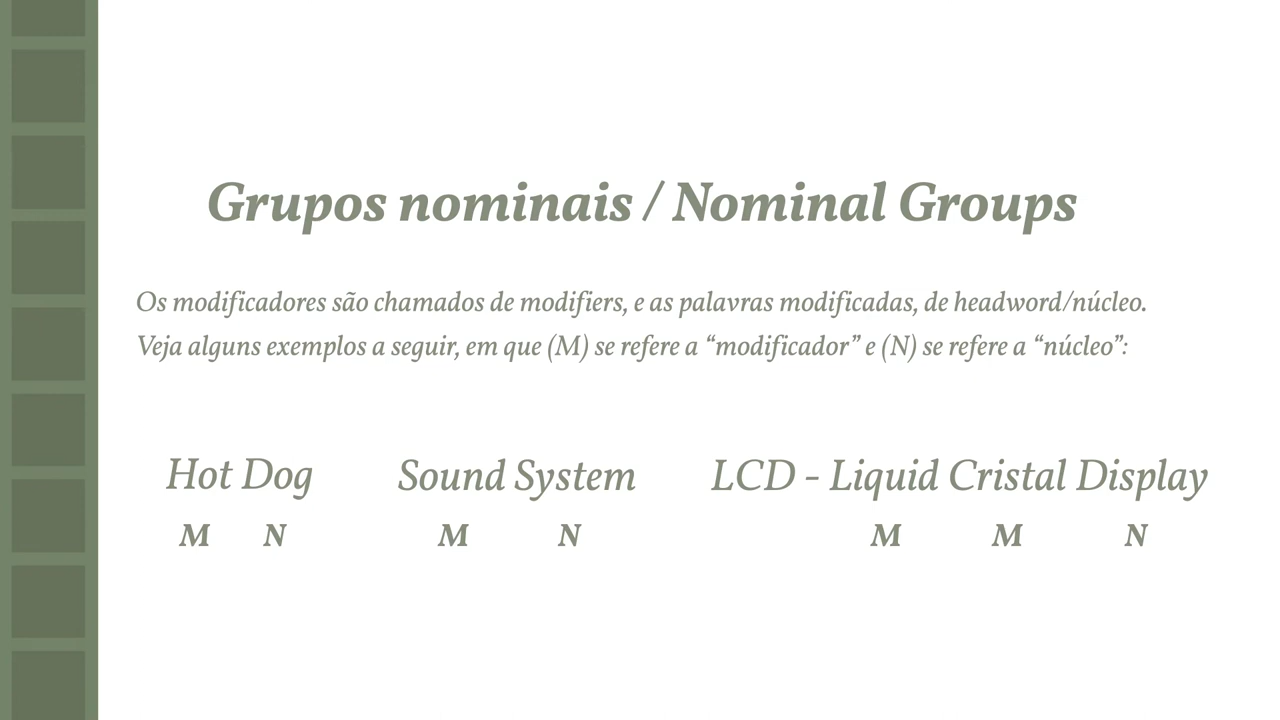 Grupos nominais / Nominal Groups
Os modificadores são chamados de modifiers, e as palavras modificadas, de headword/núcleo.
Veja alguns exemplos a seguir, em que (M) se refere a “modificador” e (N) se refere a “núcleo”:
Hot Dog Sound System LCD - Liquid Cristal Display
M N M N M M N